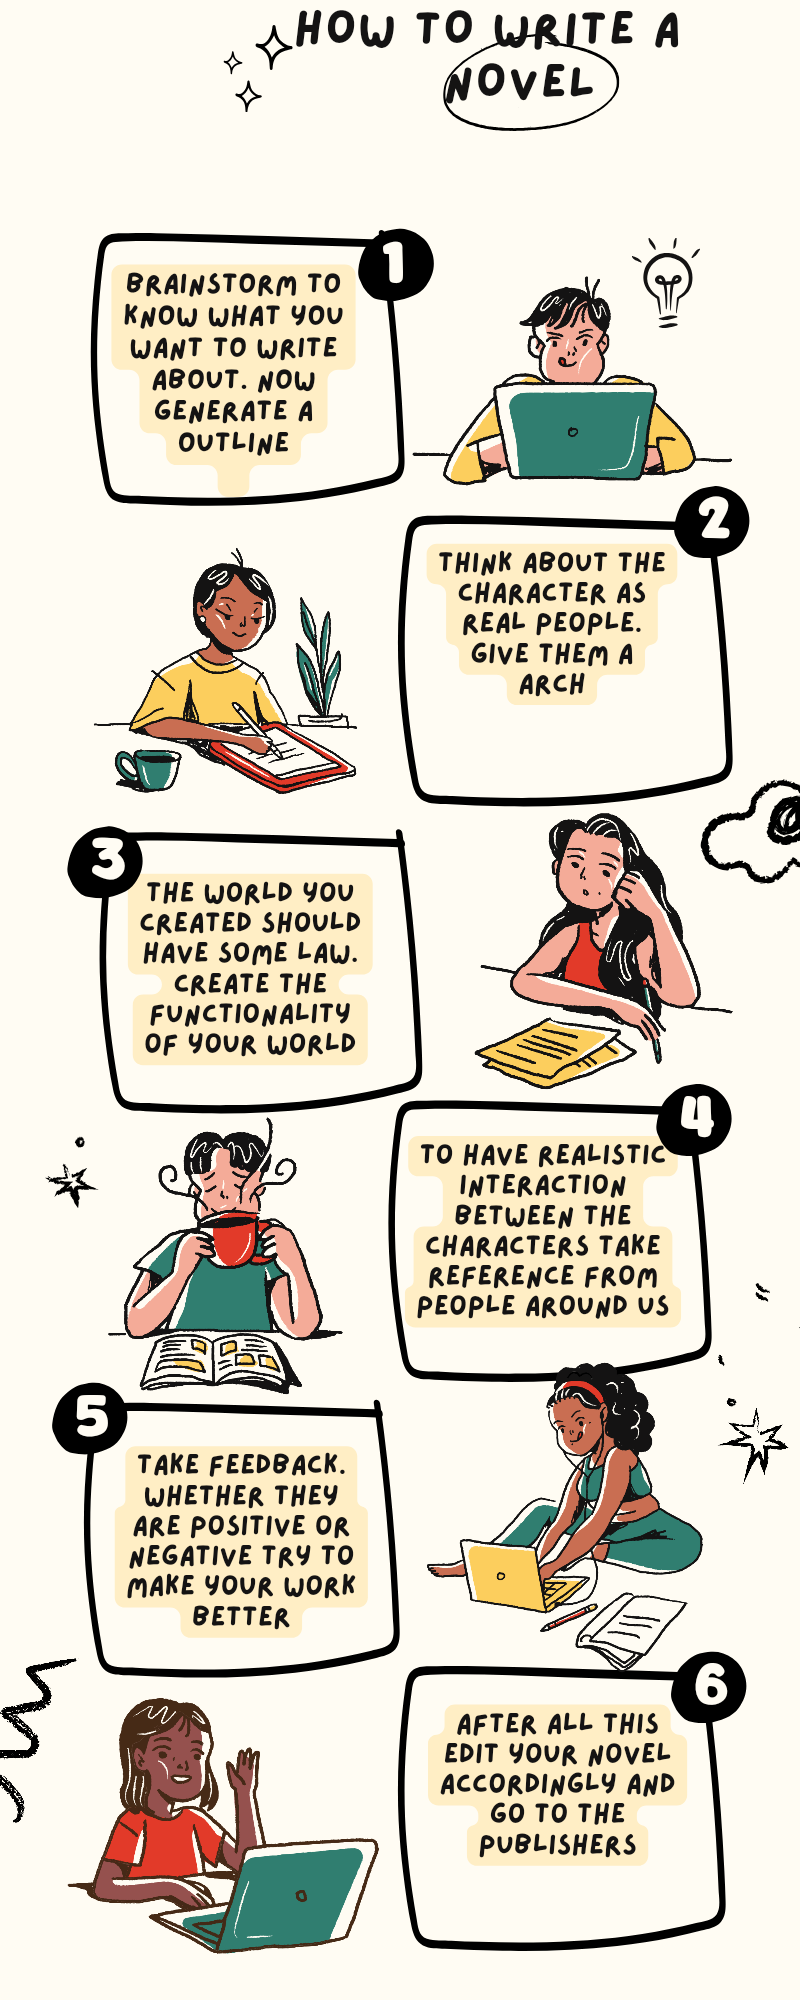 HOW TO WRITE A
NOVEL
1
BRAINSTORM TO
KNOW WHAT YOU
WANT TO WRITE
ABOUT. NOW
GENERATE A
OUTLINE
2
THINK ABOUT THE
CHARACTER AS
REAL PEOPLE.
GIVE THEM A
ARCH
3
THE WORLD YOU
CREATED SHOULD
HAVE SOME LAW.
CREATE THE
FUNCTIONALITY
OF YOUR WORLD
4
TO HAVE REALISTIC
INTERACTION
BETWEEN THE
CHARACTERS TAKE
REFERENCE FROM
PEOPLE AROUND US
5
TAKE FEEDBACK.
WHETHER THEY
ARE POSITIVE OR
NEGATIVE TRY TO
MAKE YOUR WORK
BETTER
6
AFTER ALL THIS
EDIT YOUR NOVEL
ACCORDINGLY AND
GO TO THE
PUBLISHERS